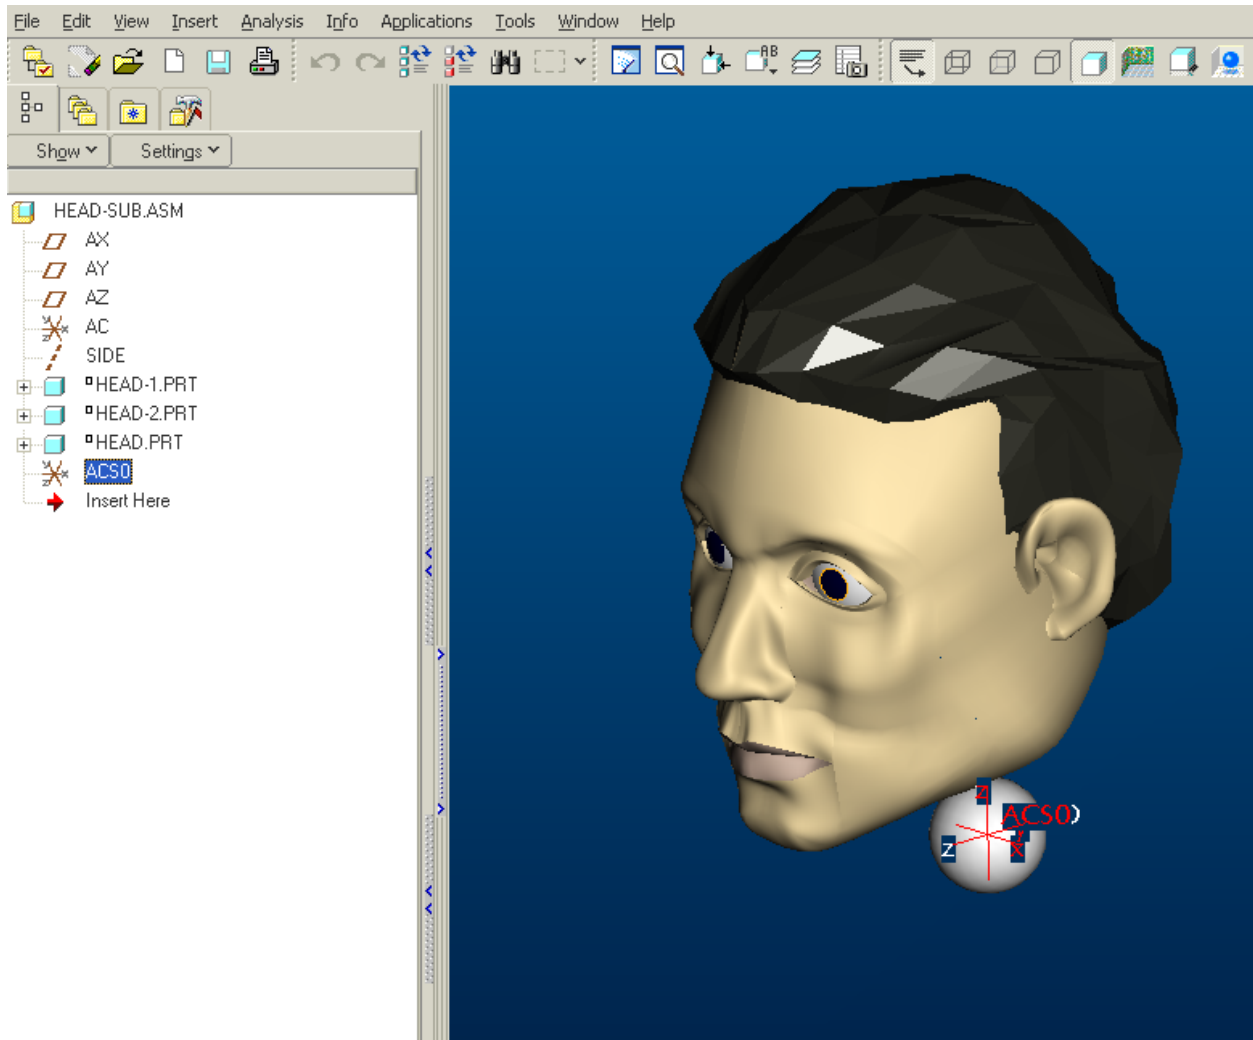 File Edit View Insert Analysis Info Applications Tools Window Help
AB
Show Settings
HEAD-SUB.ASM
AX
AY
AZ
AC
SIDE
HEAD-1.PRT
HEAD-2.PRT
HEAD.PRT
ACS0
Insert Here
Z
ACS0
Z
X